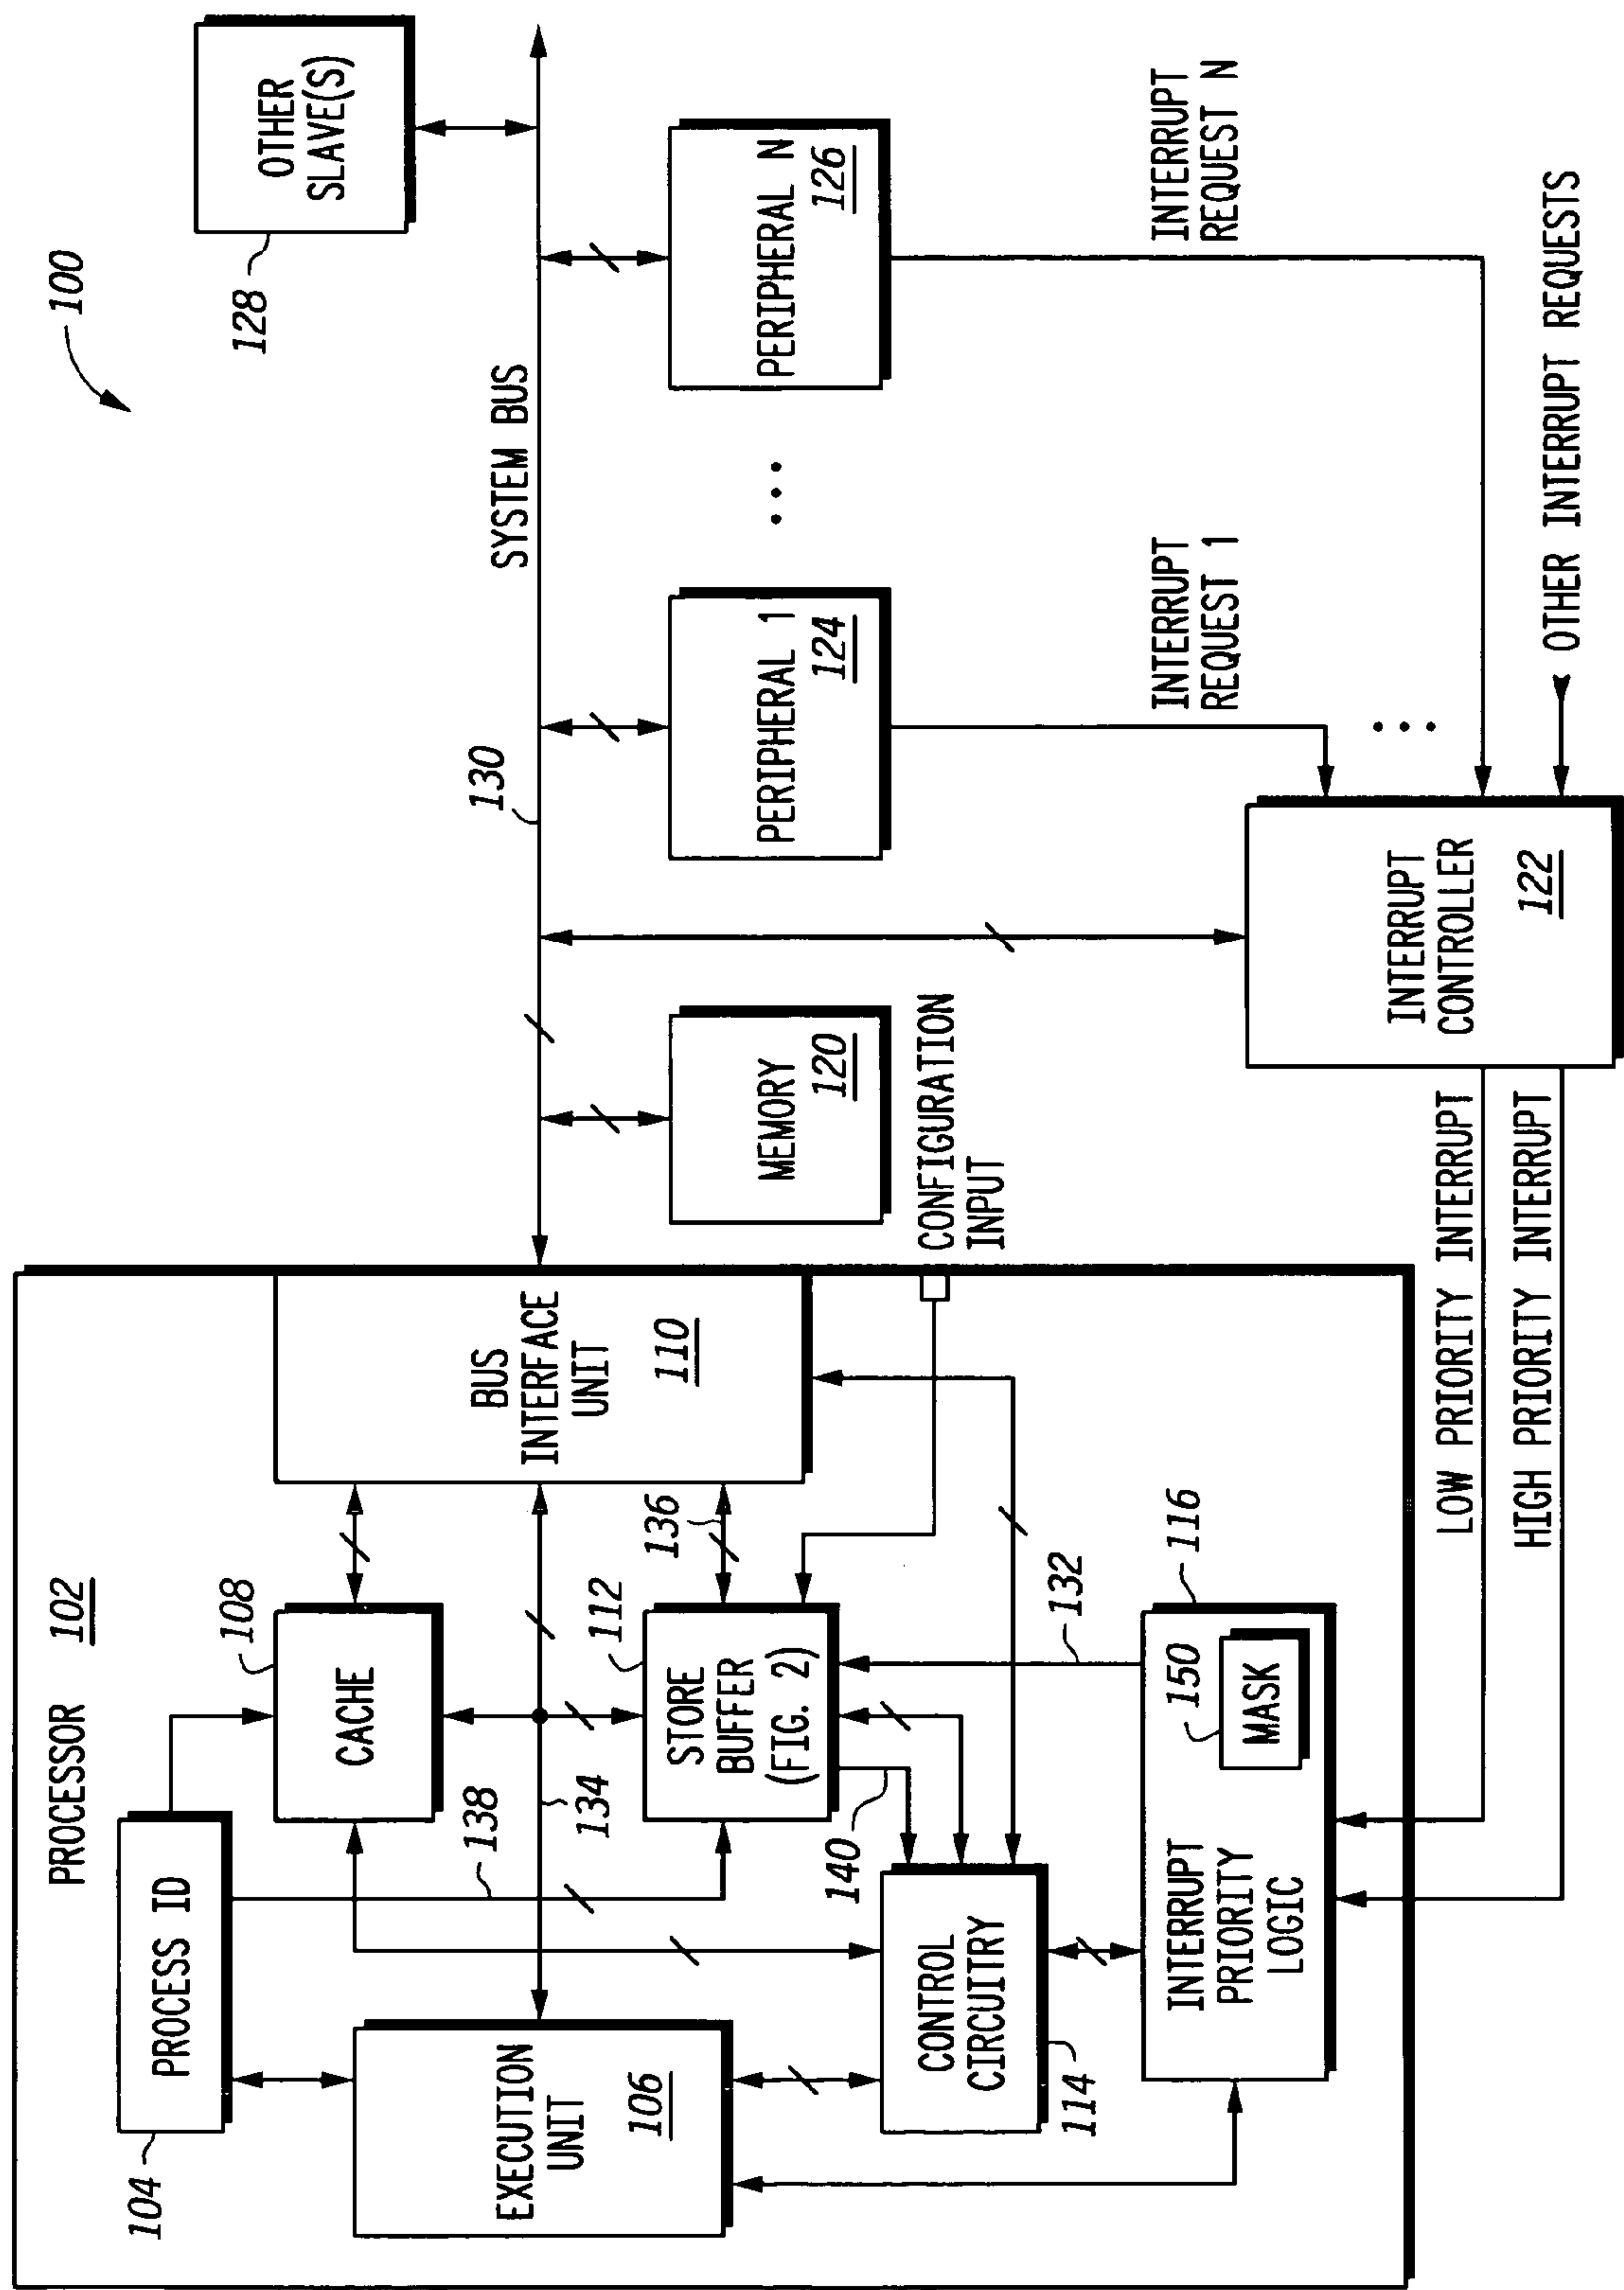 100
PROCESSOR 102
104
PROCESS ID
138
108
CACHE
EXECUTION
UNIT
106
134
BUS
INTERFACE
UNIT
110
136
112
STORE
BUFFER
(FIG. 2)
140
CONTROL
CIRCUITRY
114
132
116
INTERRUPT
PRIORITY
LOGIC
150
MASK
CONFIGURATION
INPUT
130
SYSTEM BUS
128
OTHER
SLAVE(S)
MEMORY
120
PERIPHERAL 1
124
...
PERIPHERAL N
126
INTERRUPT
REQUEST 1
INTERRUPT
REQUEST N
...
INTERRUPT
CONTROLLER
122
LOW PRIORITY INTERRUPT
HIGH PRIORITY INTERRUPT
OTHER INTERRUPT REQUESTS